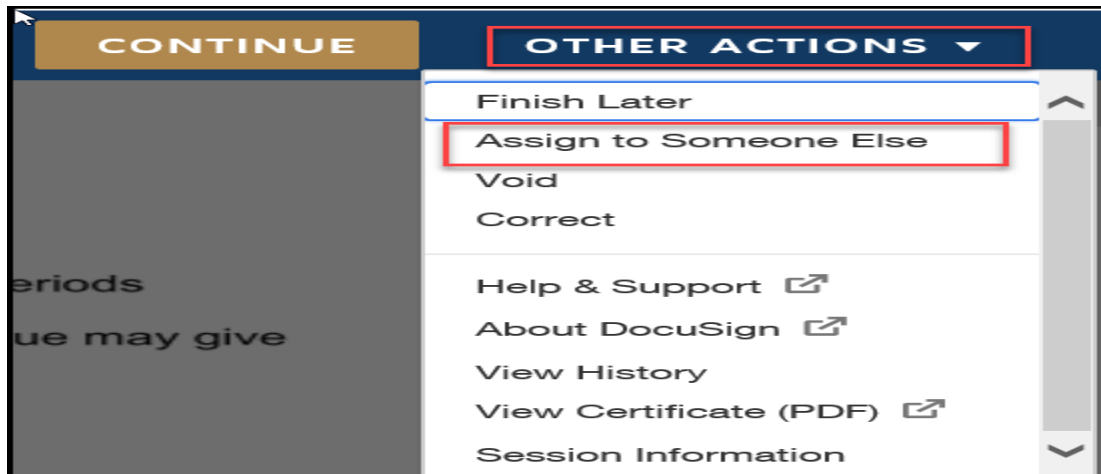 CONTINUE
OTHER ACTIONS
Finish Later
Assign to Someone Else
Void
Correct
eriods
Help & Support
ue may give
About DocuSign
View History
View Certificate (PDF)
Session Information